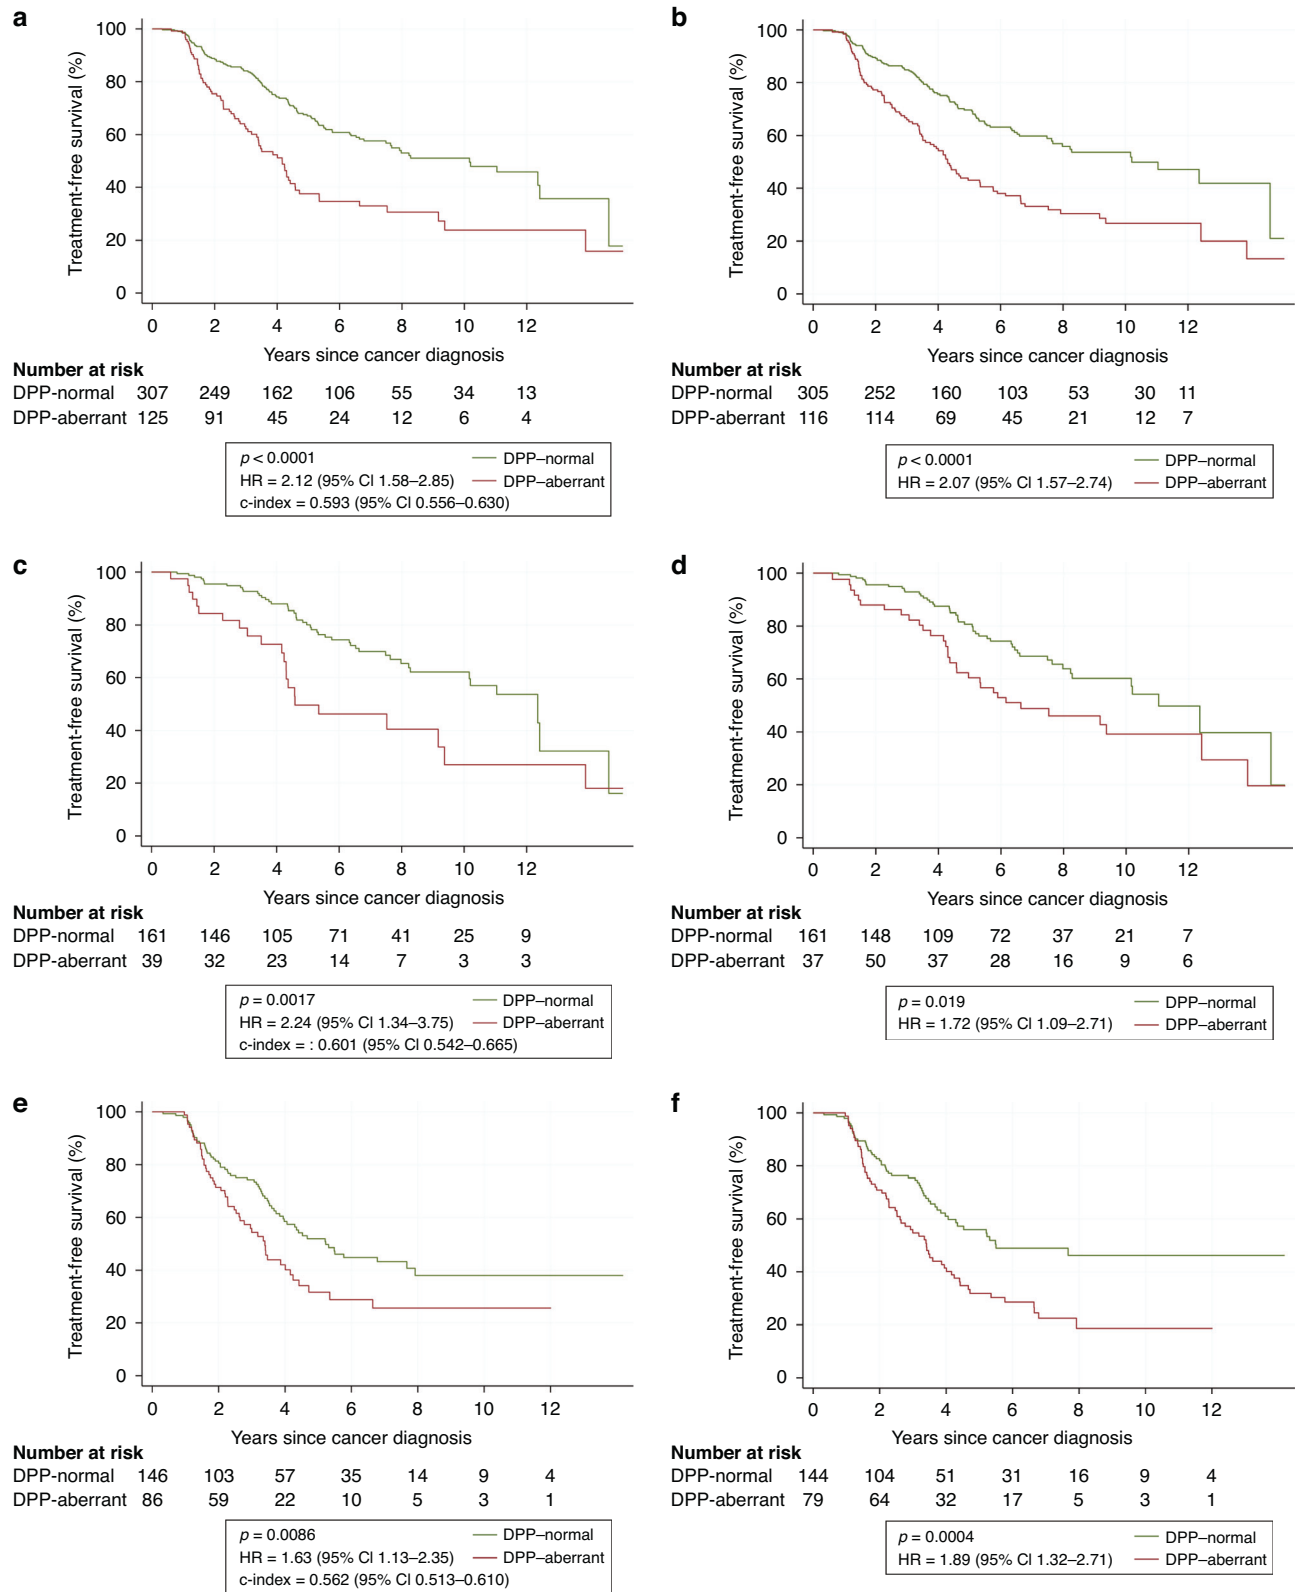 a
Treatment-free survival (%)
100
80
60
40
20
0
0 2 4 6 8 10 12
Years since cancer diagnosis
Number at risk
DPP-normal 307 249 162 106 55 34 13
DPP-aberrant 125 91 45 24 12 6 4
p < 0.0001
HR = 2.12 (95% CI 1.58–2.85)
c-index = 0.593 (95% CI 0.556–0.630)
DPP–normal
DPP–aberrant
b
Treatment-free survival (%)
100
80
60
40
20
0
0 2 4 6 8 10 12
Years since cancer diagnosis
Number at risk
DPP-normal 305 252 160 103 53 30 11
DPP-aberrant 116 114 69 45 21 12 7
p < 0.0001
HR = 2.07 (95% CI 1.57–2.74)
DPP–normal
DPP–aberrant
c
Treatment-free survival (%)
100
80
60
40
20
0
0 2 4 6 8 10 12
Years since cancer diagnosis
Number at risk
DPP-normal 161 146 105 71 41 25 9
DPP-aberrant 39 32 23 14 7 3 3
p = 0.0017
HR = 2.24 (95% CI 1.34–3.75)
c-index = : 0.601 (95% CI 0.542–0.665)
DPP–normal
DPP–aberrant
d
Treatment-free survival (%)
100
80
60
40
20
0
0 2 4 6 8 10 12
Years since cancer diagnosis
Number at risk
DPP-normal 161 148 109 72 37 21 7
DPP-aberrant 37 50 37 28 16 9 6
p = 0.019
HR = 1.72 (95% CI 1.09–2.71)
DPP–normal
DPP–aberrant
e
Treatment-free survival (%)
100
80
60
40
20
0
0 2 4 6 8 10 12
Years since cancer diagnosis
Number at risk
DPP-normal 146 103 57 35 14 9 4
DPP-aberrant 86 59 22 10 5 3 1
p = 0.0086
HR = 1.63 (95% CI 1.13–2.35)
c-index = 0.562 (95% CI 0.513–0.610)
DPP–normal
DPP–aberrant
f
Treatment-free survival (%)
100
80
60
40
20
0
0 2 4 6 8 10 12
Years since cancer diagnosis
Number at risk
DPP-normal 144 104 51 31 16 9 4
DPP-aberrant 79 64 32 17 5 3 1
p = 0.0004
HR = 1.89 (95% CI 1.32–2.71)
DPP–normal
DPP–aberrant